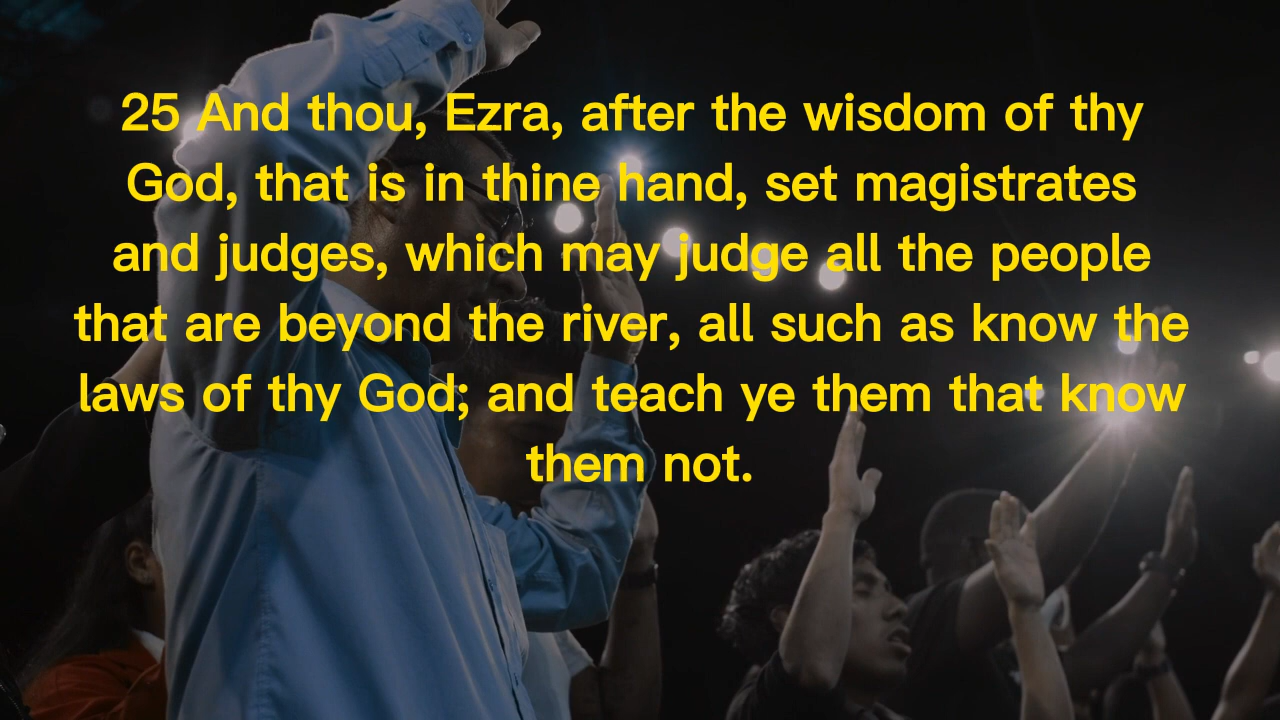 25 And thou, Ezra, after the wisdom of thy
God, that is in thine hand, set magistrates
and judges, which may judge all the people
that are beyond the river, all such as know the
laws of thy God; and teach ye them that know
them not.